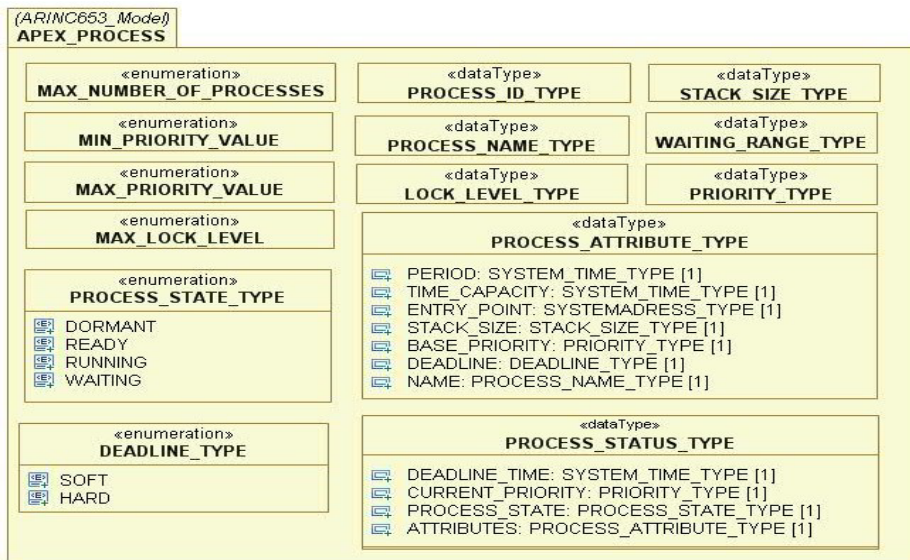 (ARINC653_Model)
APEX_PROCESS
«enumeration»
MAX_NUMBER_OF_PROCESSES
«enumeration»
MIN_PRIORITY_VALUE
«enumeration»
MAX_PRIORITY_VALUE
«enumeration»
MAX_LOCK_LEVEL
«enumeration»
PROCESS_STATE_TYPE
DORMANT
READY
RUNNING
WAITING
«enumeration»
DEADLINE_TYPE
SOFT
HARD
«dataType»
PROCESS_ID_TYPE
«dataType»
PROCESS_NAME_TYPE
«dataType»
LOCK_LEVEL_TYPE
«dataType»
STACK_SIZE_TYPE
«dataType»
WAITING_RANGE_TYPE
«dataType»
PRIORITY_TYPE
«dataType»
PROCESS_ATTRIBUTE_TYPE
PERIOD: SYSTEM_TIME_TYPE [1]
TIME_CAPACITY: SYSTEM_TIME_TYPE [1]
ENTRY_POINT: SYSTEMADRESS_TYPE [1]
STACK_SIZE: STACK_SIZE_TYPE [1]
BASE_PRIORITY: PRIORITY_TYPE [1]
DEADLINE: DEADLINE_TYPE [1]
NAME: PROCESS_NAME_TYPE [1]
«dataType»
PROCESS_STATUS_TYPE
DEADLINE_TIME: SYSTEM_TIME_TYPE [1]
CURRENT_PRIORITY: PRIORITY_TYPE [1]
PROCESS_STATE: PROCESS_STATE_TYPE [1]
ATTRIBUTES: PROCESS_ATTRIBUTE_TYPE [1]